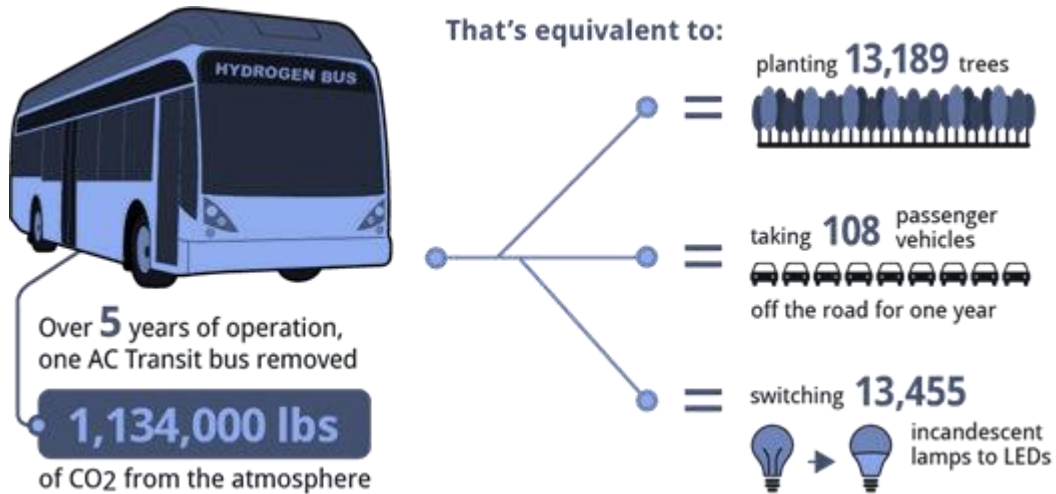 HYDROGEN BUS
Over 5 years of operation,
one AC Transit bus removed
1,134,000 lbs
of CO2 from the atmosphere
That's equivalent to:
planting 13,189 trees
taking 108 passenger
vehicles
off the road for one year
switching 13,455
incandescent
lamps to LEDs